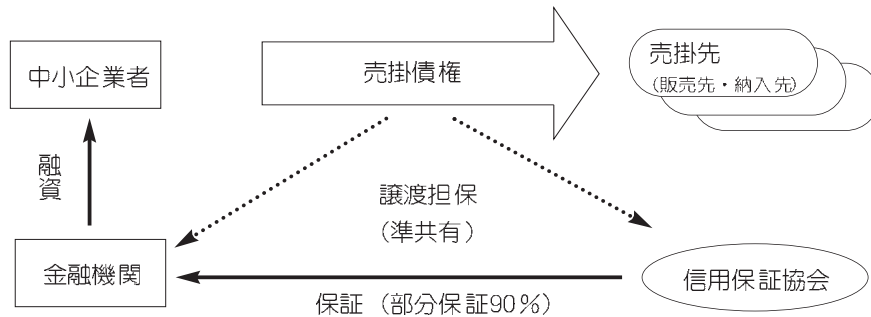 中小企業者
売掛債権
売掛先
(販売先・納入先)
融資
譲渡担保
(準共有)
金融機関
信用保証協会
保証(部分保証90%)